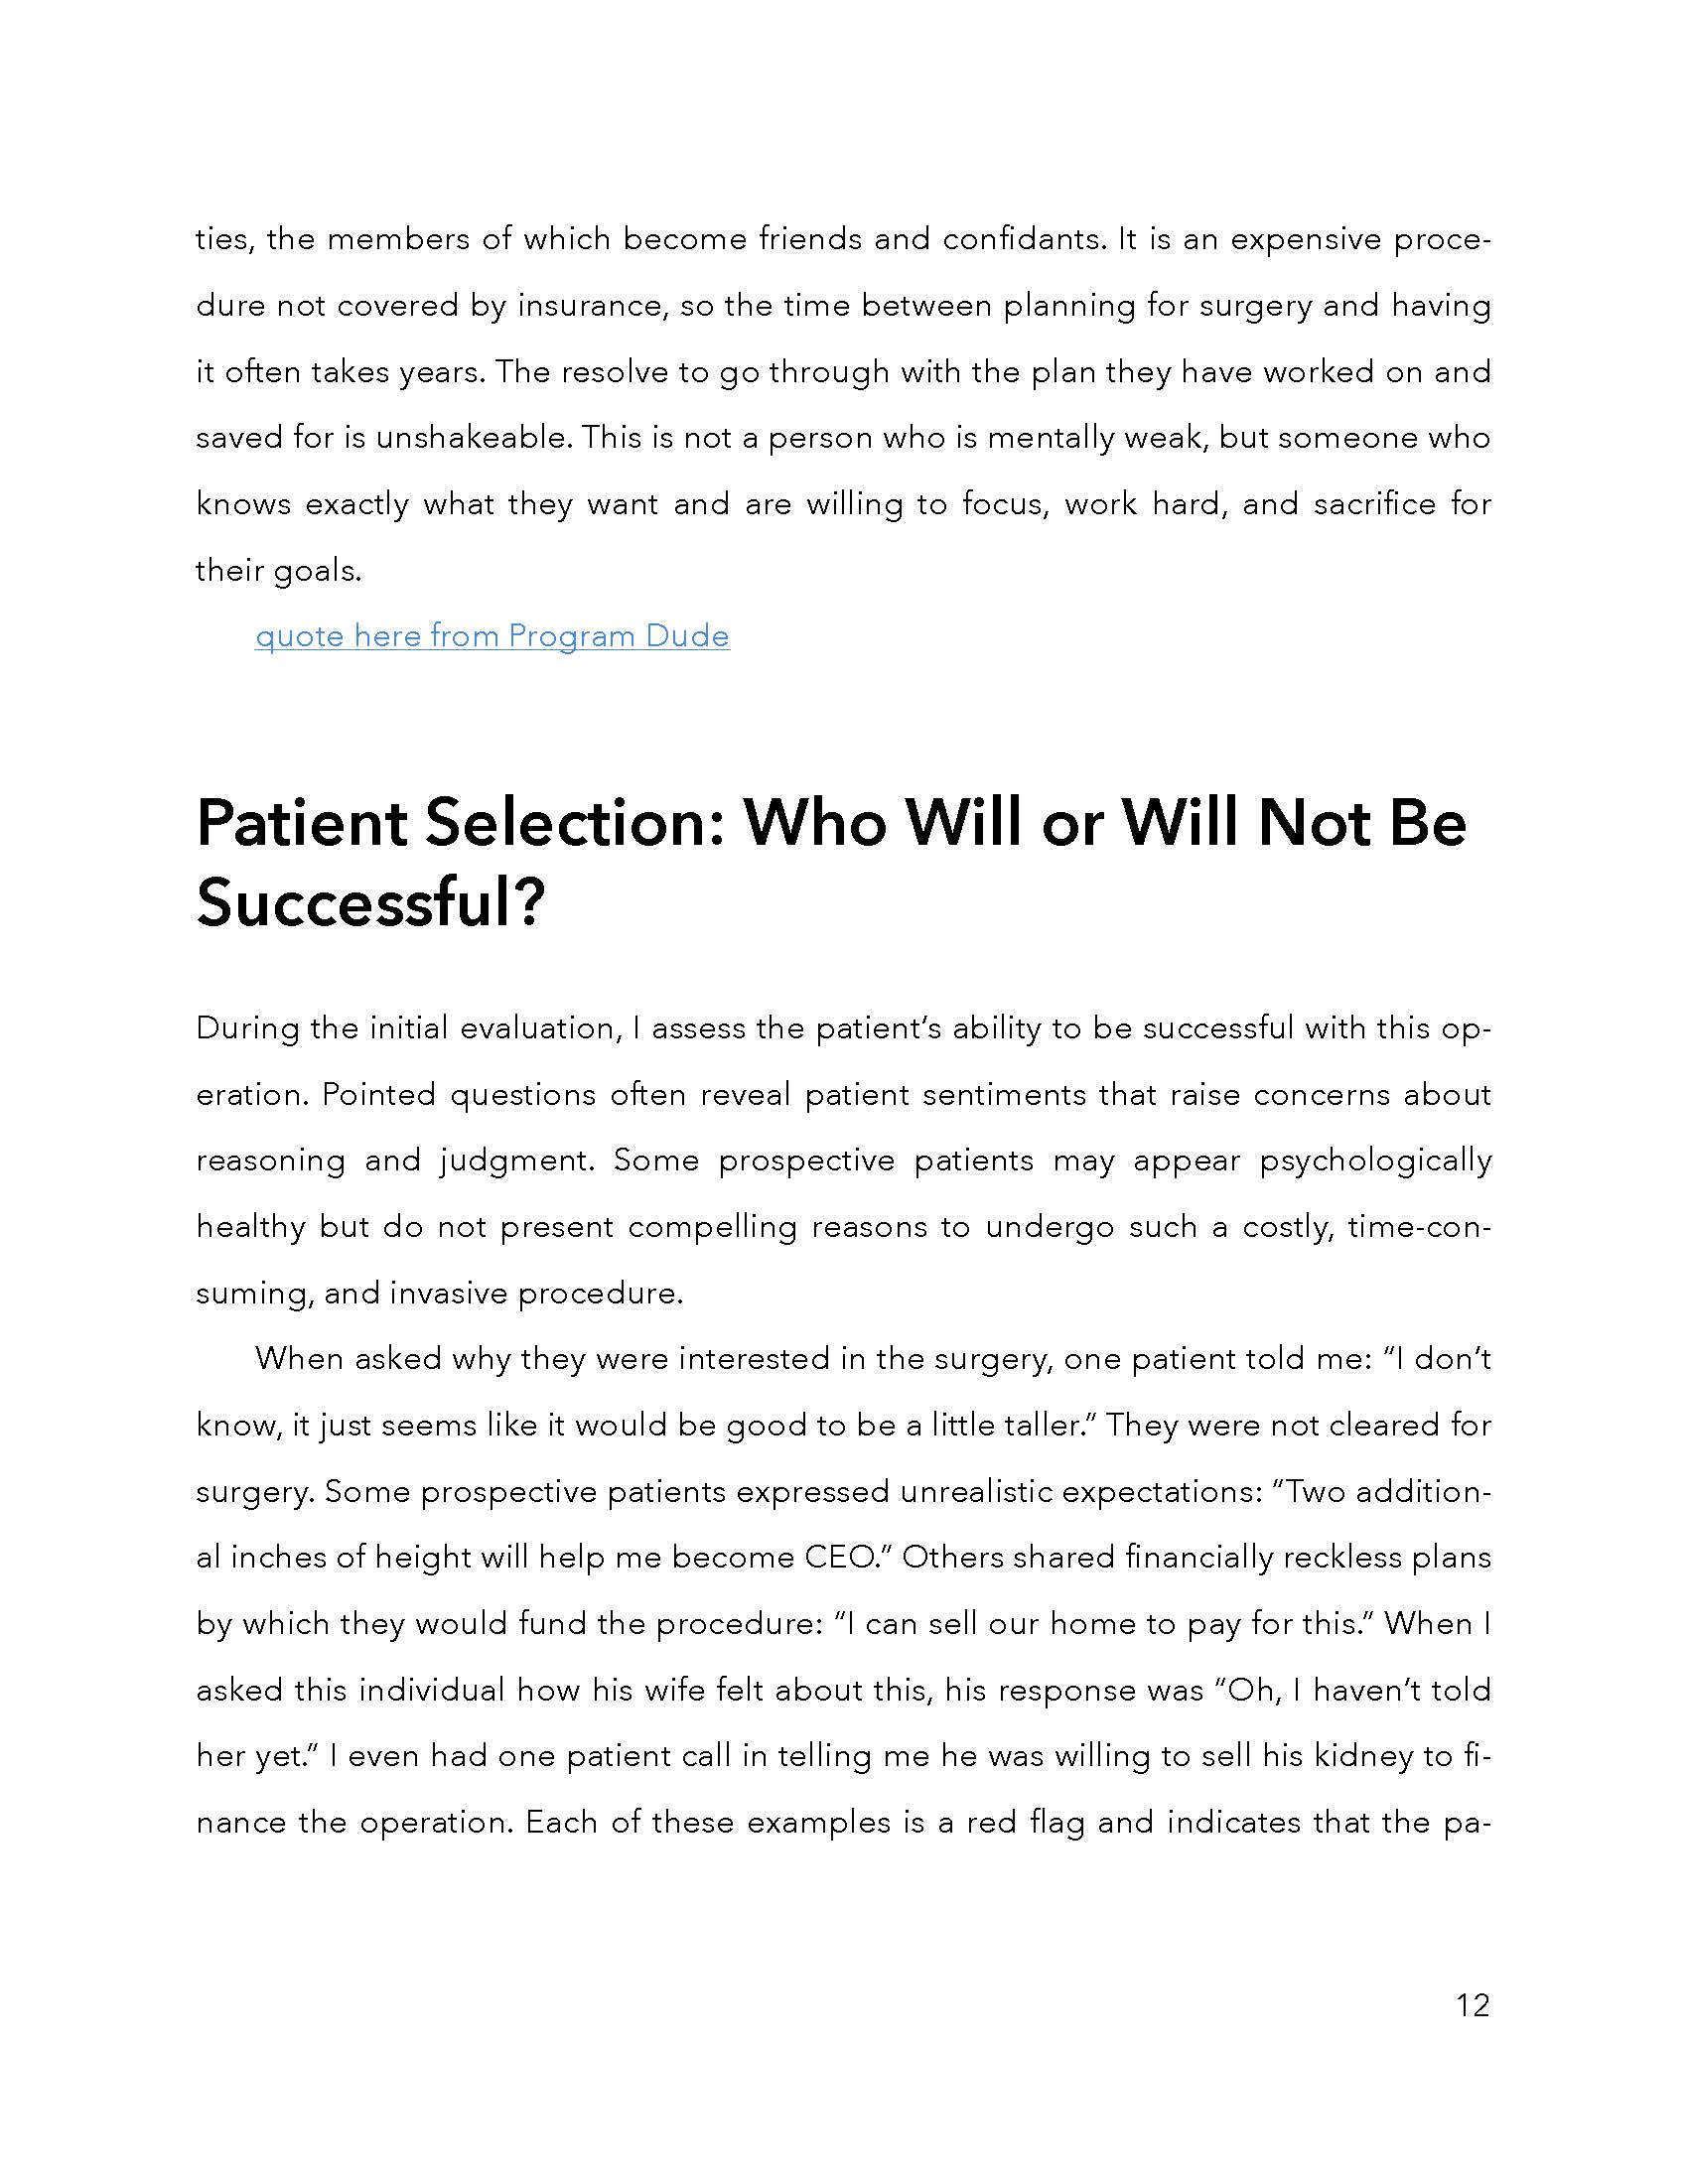 ties, the members of which become friends and confidants. It is an expensive proce-
dure not covered by insurance, so the time between planning for surgery and having
it often takes years. The resolve to go through with the plan they have worked on and
saved for is unshakeable. This is not a person who is mentally weak, but someone who
knows exactly what they want and are willing to focus, work hard, and sacrifice for
their goals.
quote here from Program Dude
Patient Selection: Who Will or Will Not Be
Successful?
During the initial evaluation, I assess the patient’s ability to be successful with this op-
eration. Pointed questions often reveal patient sentiments that raise concerns about
reasoning and judgment. Some prospective patients may appear psychologically
healthy but do not present compelling reasons to undergo such a costly, time-con-
suming, and invasive procedure.
When asked why they were interested in the surgery, one patient told me: “I don’t
know, it just seems like it would be good to be a little taller.” They were not cleared for
surgery. Some prospective patients expressed unrealistic expectations: “Two addition-
al inches of height will help me become CEO.” Others shared financially reckless plans
by which they would fund the procedure: “I can sell our home to pay for this.” When I
asked this individual how his wife felt about this, his response was “Oh, I haven’t told
her yet.” I even had one patient call in telling me he was willing to sell his kidney to fi-
nance the operation. Each of these examples is a red flag and indicates that the pa-
12